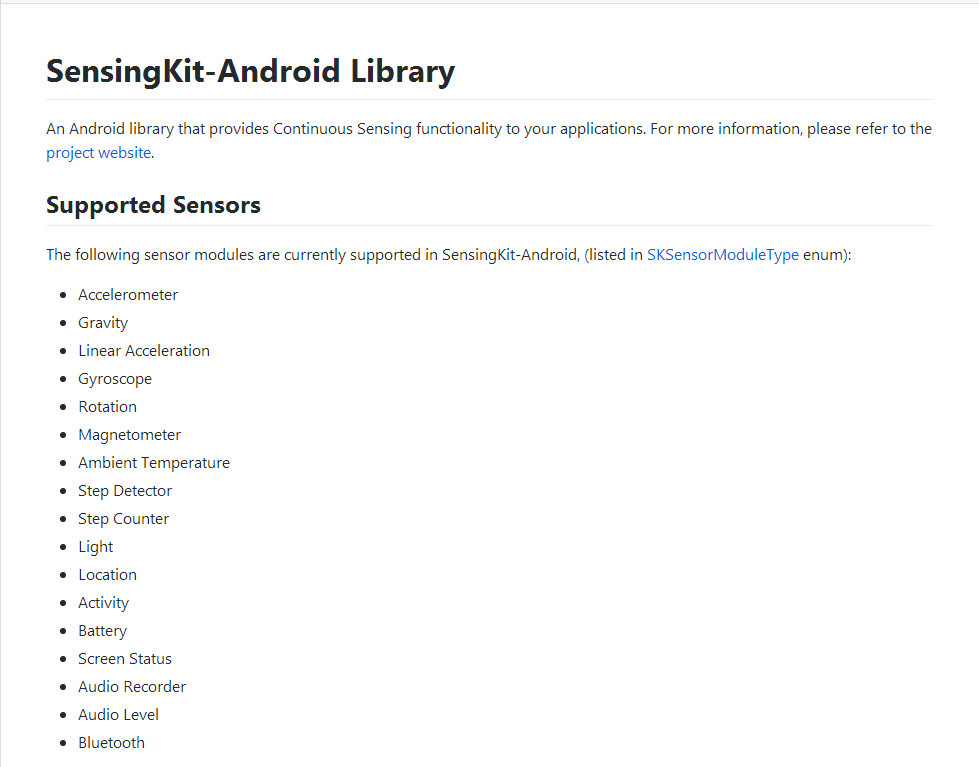 SensingKit-Android Library
An Android library that provides Continuous Sensing functionality to your applications. For more information, please refer to the
project website.
Supported Sensors
The following sensor modules are currently supported in SensingKit-Android, (listed in SKSensorModuleType enum):
Accelerometer
Gravity
Linear Acceleration
Gyroscope
Rotation
Magnetometer
Ambient Temperature
Step Detector
Step Counter
Light
Location
Activity
Battery
Screen Status
Audio Recorder
Audio Level
Bluetooth